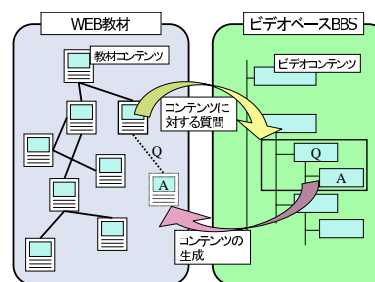 WEB教材
ビデオベースBBS
教材コンテンツ
ビデオコンテンツ
コンテンツに
対する質問
Q
Q
A
A
コンテンツの
生成